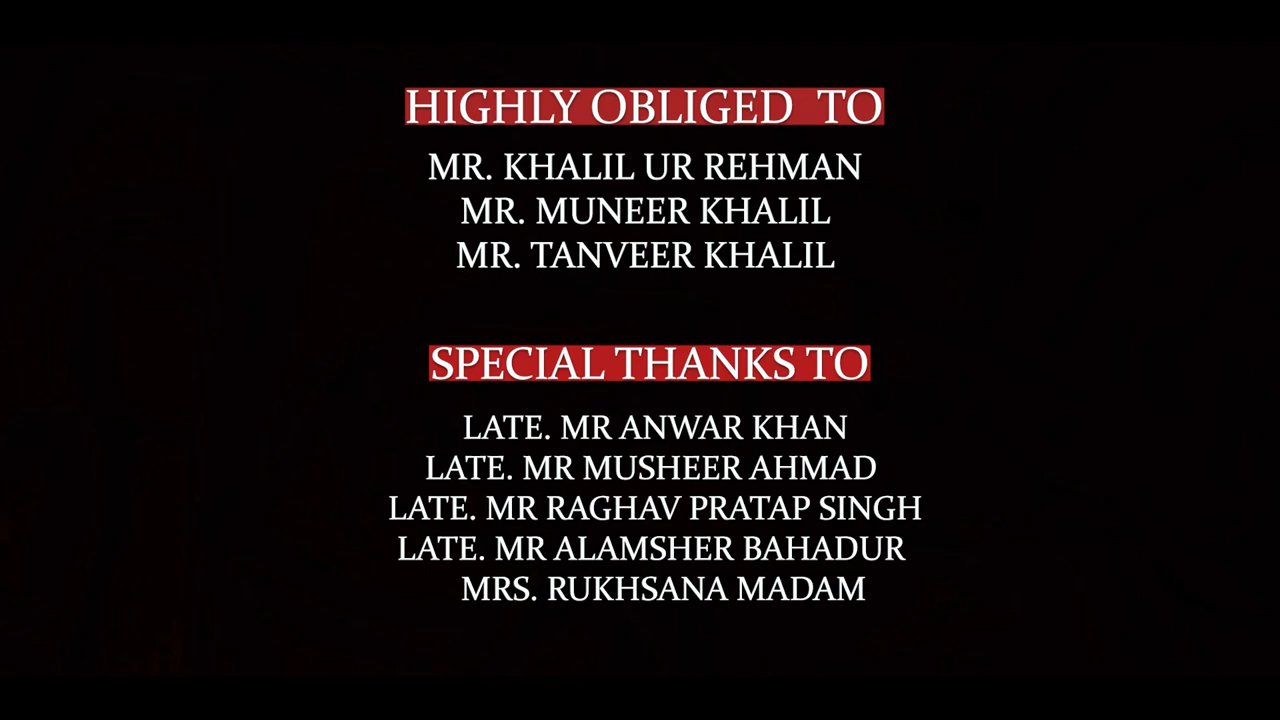 HIGHLY OBLIGED TO
MR. KHALIL UR REHMAN
MR. MUNEER KHALIL
MR. TANVEER KHALIL
SPECIAL THANKS TO
LATE. MR ANWAR KHAN
LATE. MR MUSHEER AHMAD
LATE. MR RAGHAV PRATAP SINGH
LATE. MR ALAMSHER BAHADUR
MRS. RUKHSANA MADAM